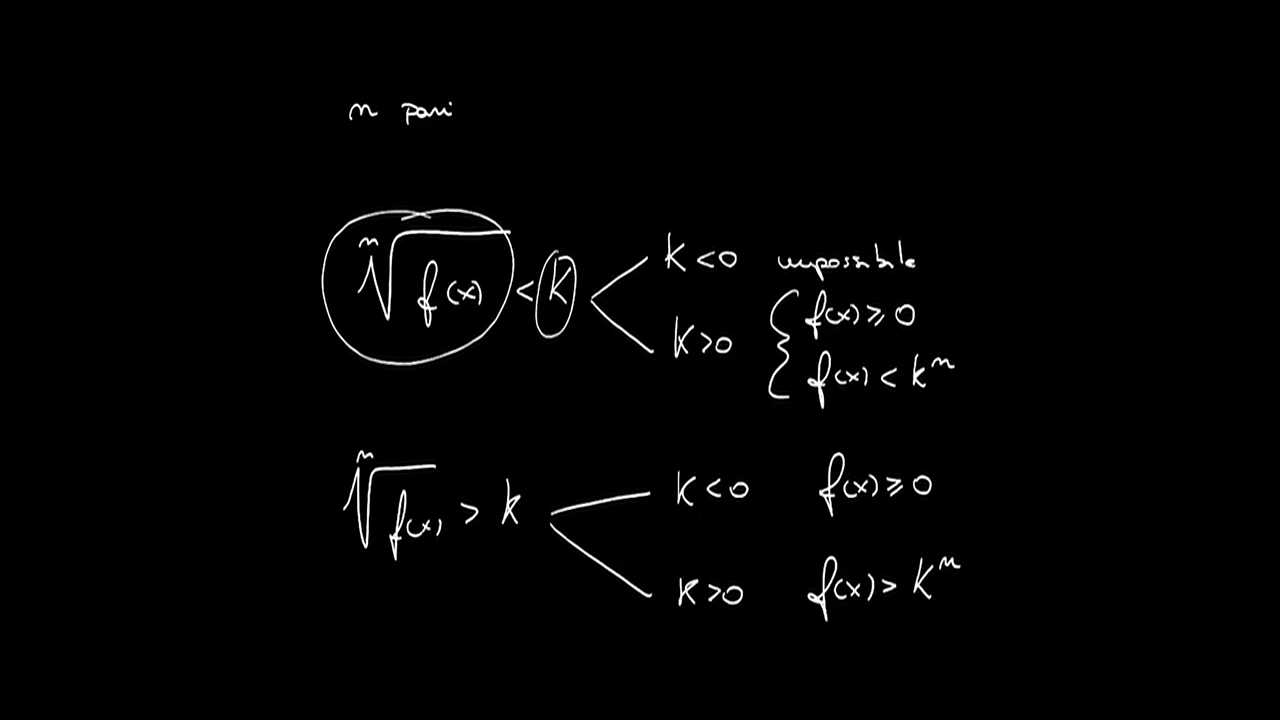 n pari
ⁿ√f(x) < k
k < 0 impossibile
k > 0 { f(x) ≥ 0
f(x) < kⁿ
ⁿ√f(x) > k
k < 0 f(x) ≥ 0
k > 0 f(x) > kⁿ